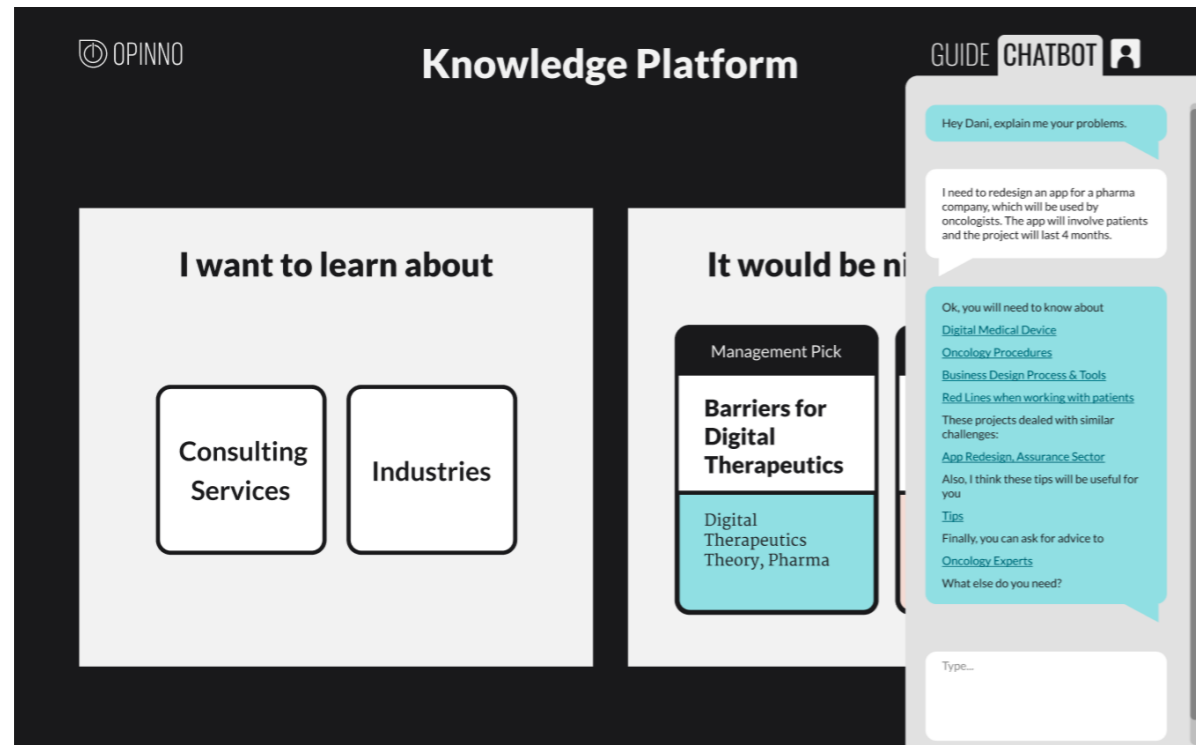 OPINNO
Knowledge Platform
GUIDE CHATBOT
I want to learn about
Consulting
Services
Industries
It would be ni
Management Pick
Barriers for
Digital
Therapeutics
Digital
Therapeutics
Theory, Pharma
Hey Dani, explain me your problems.
I need to redesign an app for a pharma
company, which will be used by
oncologists. The app will involve patients
and the project will last 4 months.
Ok, you will need to know about
Digital Medical Device
Oncology Procedures
Business Design Process & Tools
Red Lines when working with patients
These projects dealt with similar
challenges:
App Redesign, Assurance Sector
Also, I think these tips will be useful for
you
Tips
Finally, you can ask for advice to
Oncology Experts
What else do you need?
Type...